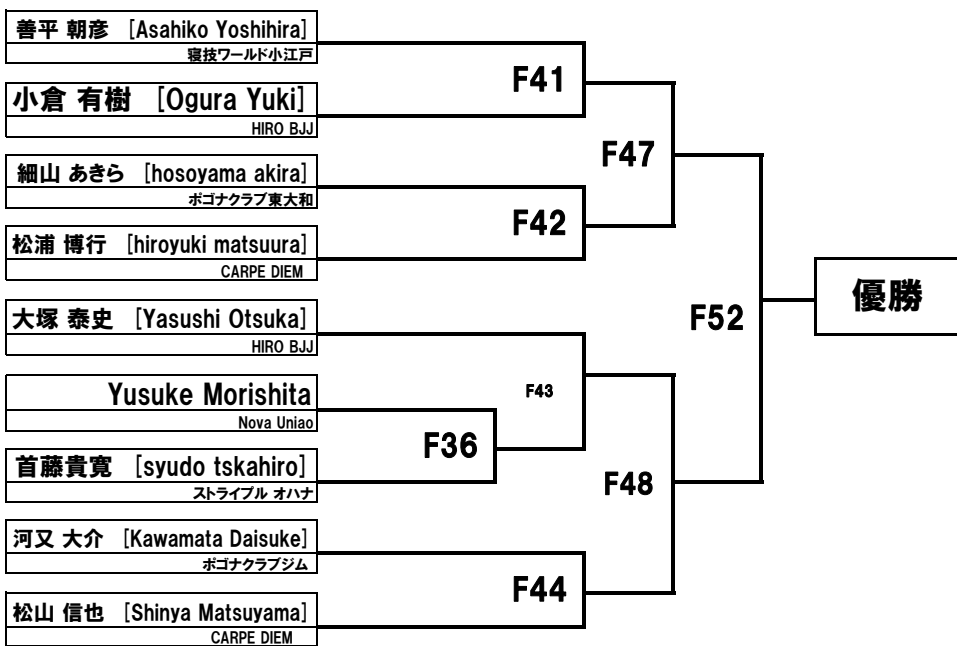 善平 朝彦 [Asahiko Yoshihira]
寝技ワールド小江戸
F41
小倉 有樹 [Ogura Yuki]
HIRO BJJ
F47
細山 あきら [hosoyama akira]
ポゴナクラブ東大和
F42
松浦 博行 [hiroyuki matsuura]
CARPE DIEM
F52
優勝
大塚 泰史 [Yasushi Otsuka]
HIRO BJJ
F43
Yusuke Morishita
Nova Uniao
F36
首藤貴寛 [syudo tskahiro]
ストライプル オハナ
F48
河又 大介 [Kawamata Daisuke]
ポゴナクラブジム
F44
松山 信也 [Shinya Matsuyama]
CARPE DIEM